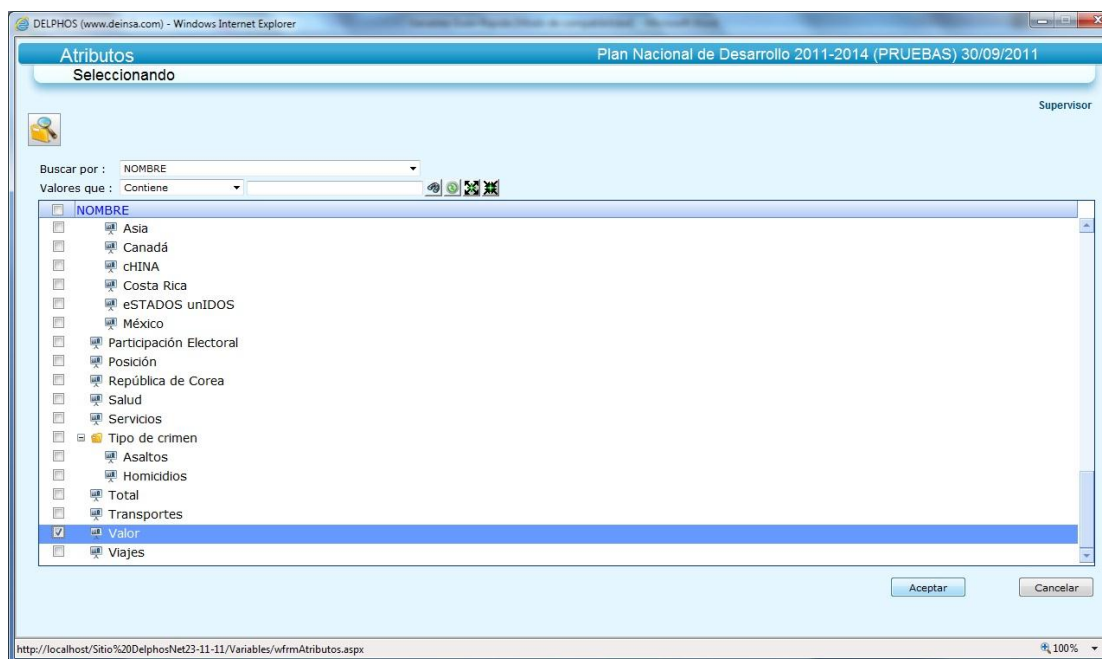 DELPHOS (www.deinsa.com) - Windows Internet Explorer
Atributos
Plan Nacional de Desarrollo 2011-2014 (PRUEBAS) 30/09/2011
Seleccionando
Supervisor
Buscar por : NOMBRE
Valores que : Contiene
NOMBRE
Asia
Canadá
cHINA
Costa Rica
eSTADOS unIDOS
México
Participación Electoral
Posición
República de Corea
Salud
Servicios
Tipo de crimen
Asaltos
Homicidios
Total
Transportes
Valor
Viajes
Aceptar Cancelar
http://localhost/Sitio%20DelphosNet23-11-11/Variables/wfrmAtributos.aspx 100%